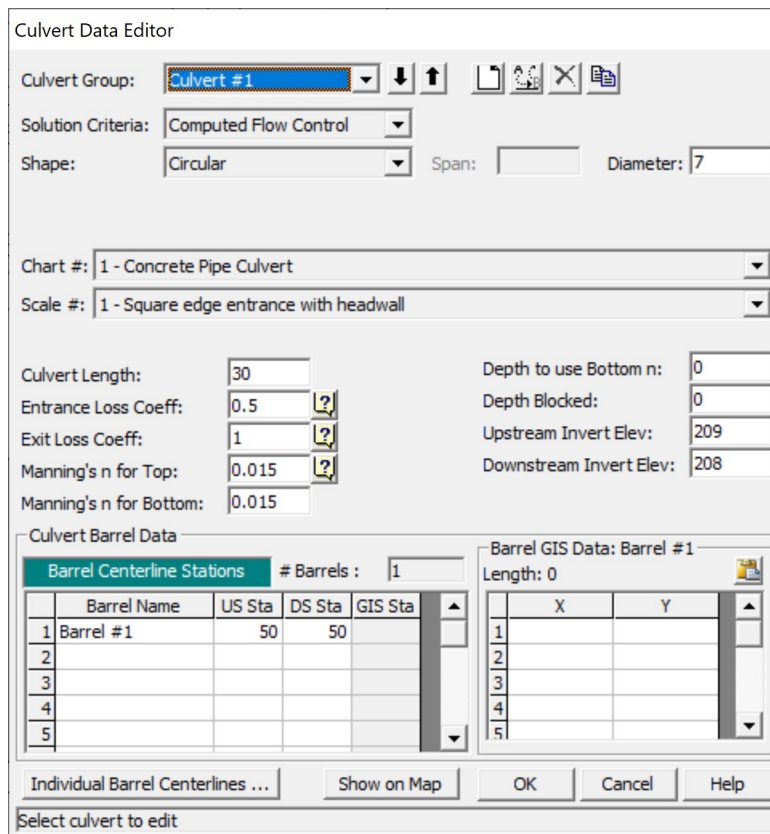 Culvert Data Editor
Culvert Group: Culvert #1
Solution Criteria: Computed Flow Control
Shape: Circular Span: Diameter: 7
Chart #: 1 - Concrete Pipe Culvert
Scale #: 1 - Square edge entrance with headwall
Culvert Length: 30 Depth to use Bottom n: 0
Entrance Loss Coeff: 0.5 ? Depth Blocked: 0
Exit Loss Coeff: 1 ? Upstream Invert Elev: 209
Manning's n for Top: 0.015 ? Downstream Invert Elev: 208
Manning's n for Bottom: 0.015
Culvert Barrel Data
Barrel Centerline Stations # Barrels : 1
Barrel Name US Sta DS Sta GIS Sta
1 Barrel #1 50 50
2
3
4
5
Barrel GIS Data: Barrel #1
Length: 0
X Y
1
2
3
4
5
Individual Barrel Centerlines ... Show on Map OK Cancel Help
Select culvert to edit